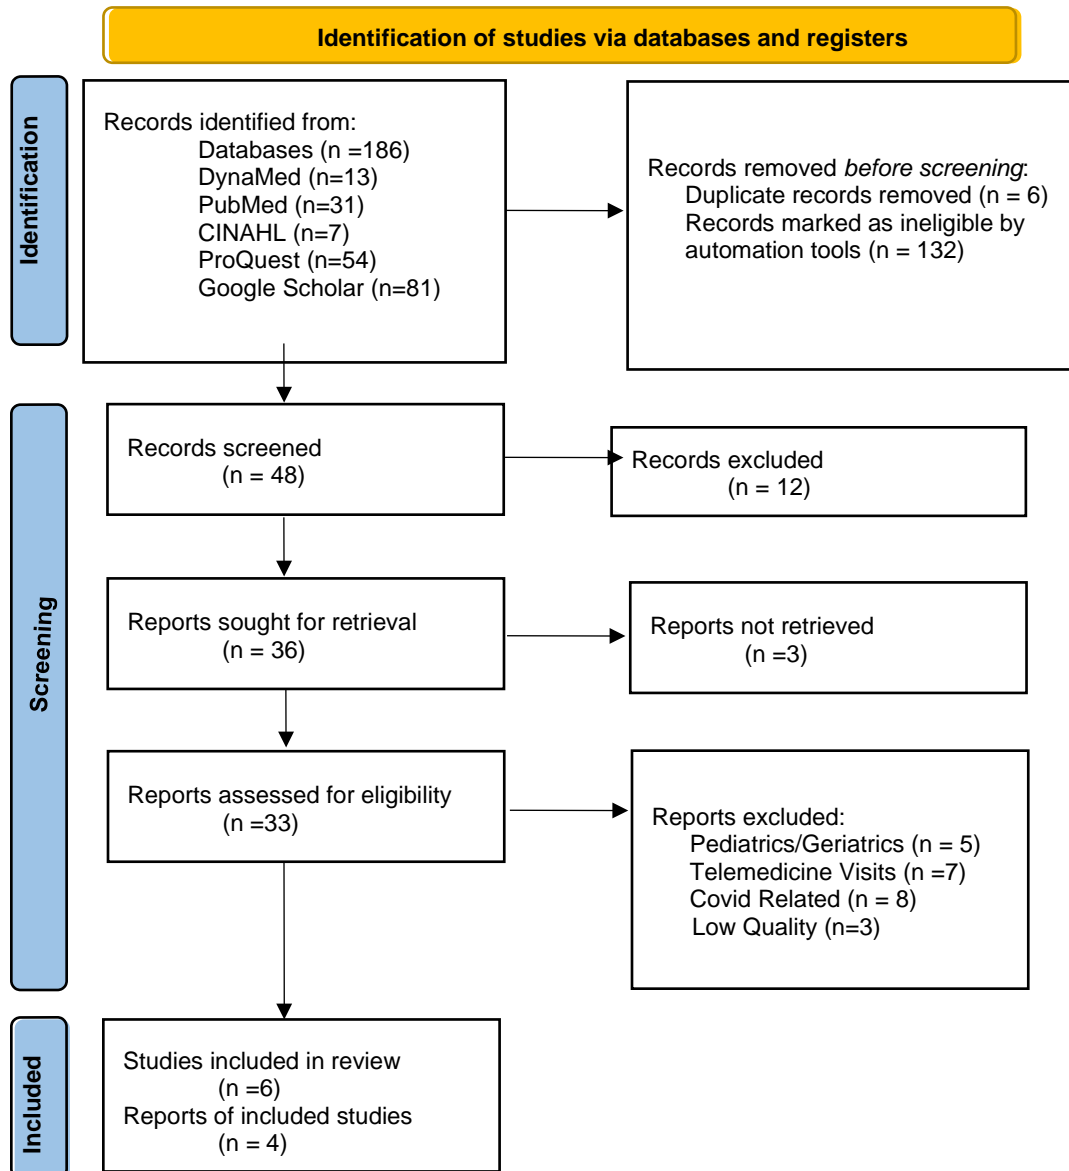 Identification of studies via databases and registers
Identification
Records identified from:
Databases (n =186)
DynaMed (n=13)
PubMed (n=31)
CINAHL (n=7)
ProQuest (n=54)
Google Scholar (n=81)
Records removed before screening:
Duplicate records removed (n = 6)
Records marked as ineligible by
automation tools (n = 132)
Screening
Records screened
(n = 48)
Records excluded
(n = 12)
Reports sought for retrieval
(n = 36)
Reports not retrieved
(n =3)
Reports assessed for eligibility
(n =33)
Reports excluded:
Pediatrics/Geriatrics (n = 5)
Telemedicine Visits (n =7)
Covid Related (n = 8)
Low Quality (n=3)
Included
Studies included in review
(n =6)
Reports of included studies
(n = 4)